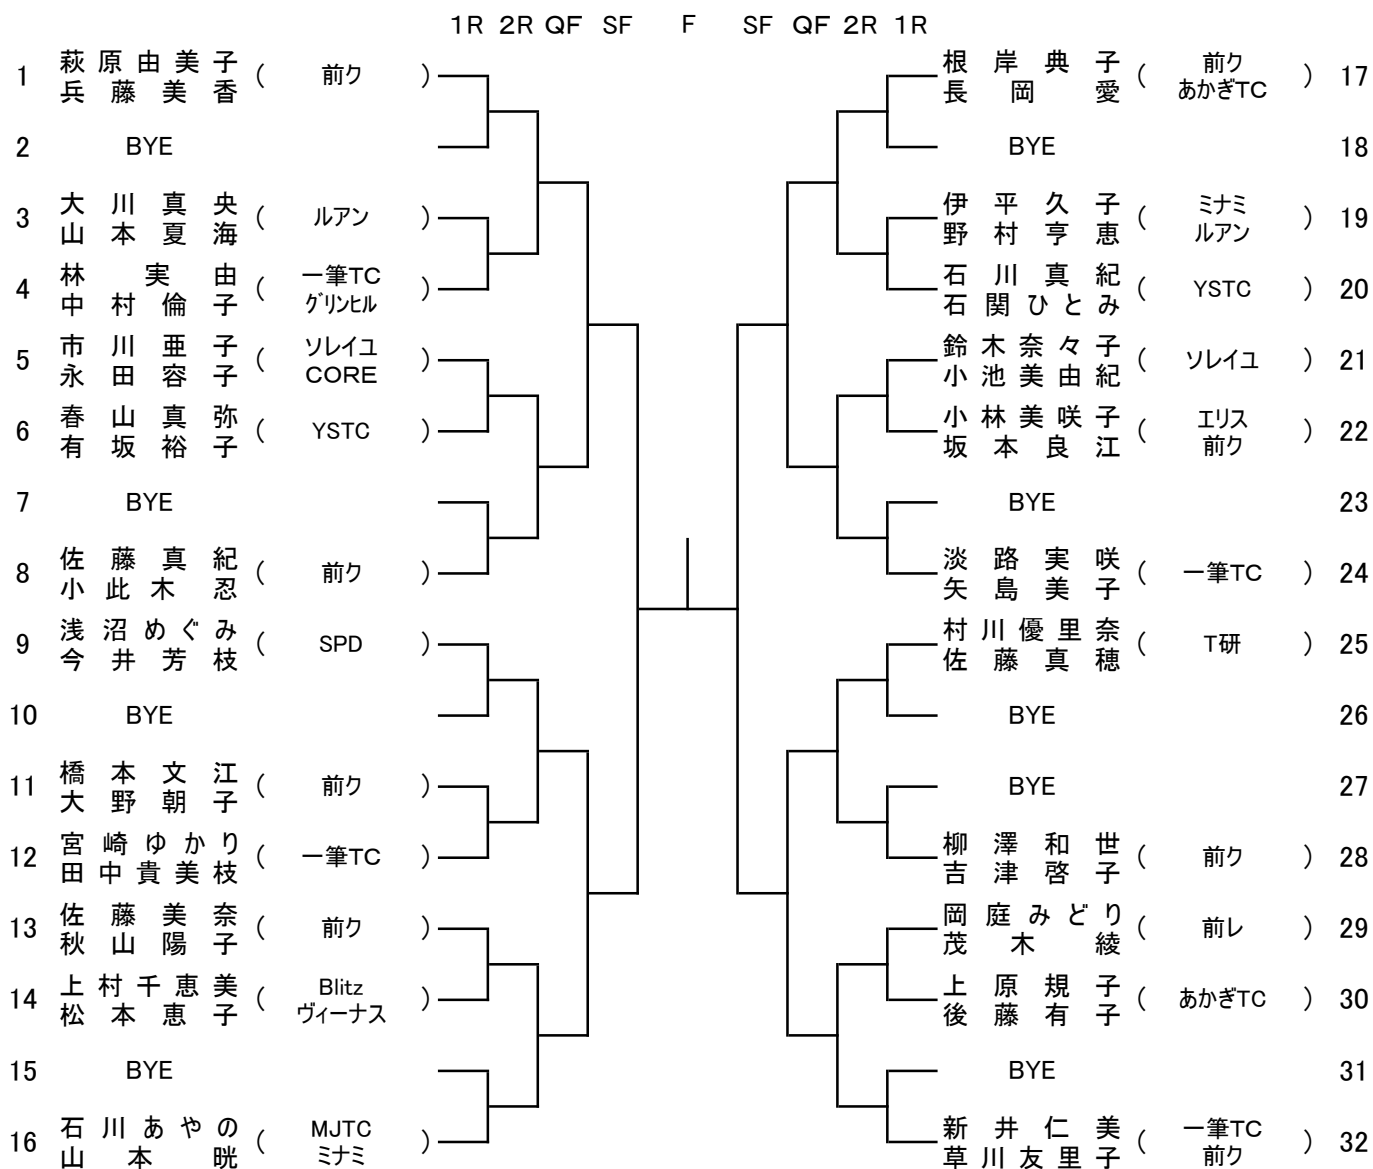 1R 2R QF SF F SF QF 2R 1R
1 萩原由美子 兵藤美香 ( 前ク )
2 BYE
3 大川真央 山本夏海 ( ルアン )
4 林実由 中村倫子 ( 一筆TC グリンヒル )
5 市川亜子 永田容子 ( ソレイユ CORE )
6 春山真弥 有坂裕子 ( YSTC )
7 BYE
8 佐藤真紀 小此木忍 ( 前ク )
9 浅沼めぐみ 今井芳枝 ( SPD )
10 BYE
11 橋本文江 大野朝子 ( 前ク )
12 宮崎ゆかり 田中貴美枝 ( 一筆TC )
13 佐藤美奈 秋山陽子 ( 前ク )
14 上村千恵美 松本恵子 ( Blitz ヴィーナス )
15 BYE
16 石川あやの 山本晄 ( MJTC ミナミ )
根岸典子 長岡愛 ( 前ク あかぎTC ) 17
BYE 18
伊平久子 野村亨恵 ( ミナミ ルアン ) 19
石川真紀 石関ひとみ ( YSTC ) 20
鈴木奈々子 小池美由紀 ( ソレイユ ) 21
小林美咲子 坂本良江 ( エリス 前ク ) 22
BYE 23
淡路実咲 矢島美子 ( 一筆TC ) 24
村川優里奈 佐藤真穂 ( T研 ) 25
BYE 26
BYE 27
柳澤和世 吉津啓子 ( 前ク ) 28
岡庭みどり 茂木綾 ( 前レ ) 29
上原規子 後藤有子 ( あかぎTC ) 30
BYE 31
新井仁美 草川友里子 ( 一筆TC 前ク ) 32